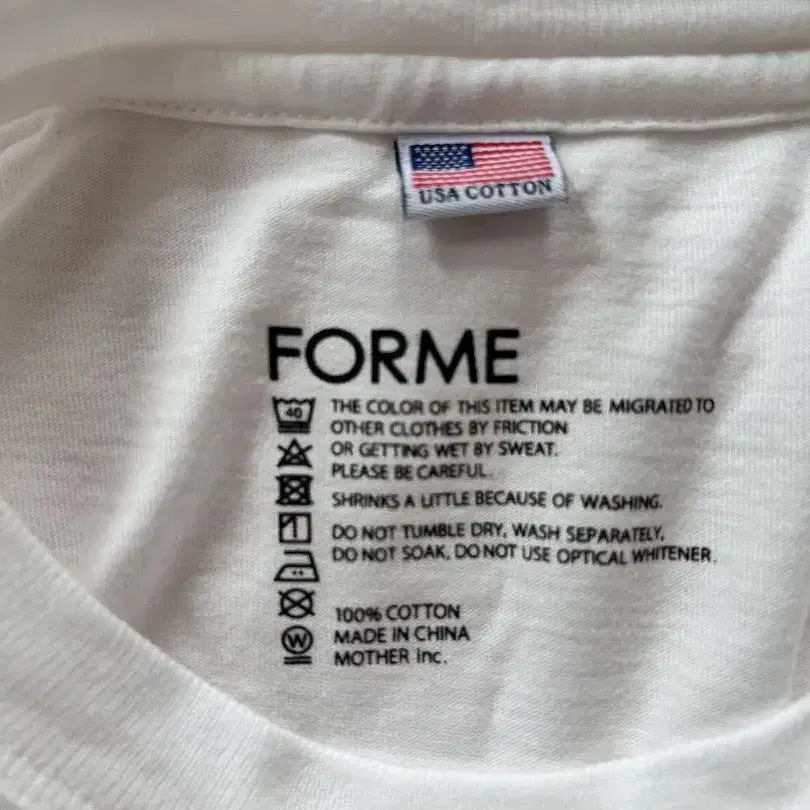 USA COTTON
FORME
40
THE COLOR OF THIS ITEM MAY BE MIGRATED TO
OTHER CLOTHES BY FRICTION
OR GETTING WET BY SWEAT.
PLEASE BE CAREFUL.
SHRINKS A LITTLE BECAUSE OF WASHING.
DO NOT TUMBLE DRY, WASH SEPARATELY,
DO NOT SOAK, DO NOT USE OPTICAL WHITENER.
100% COTTON
W
MADE IN CHINA
MOTHER Inc.